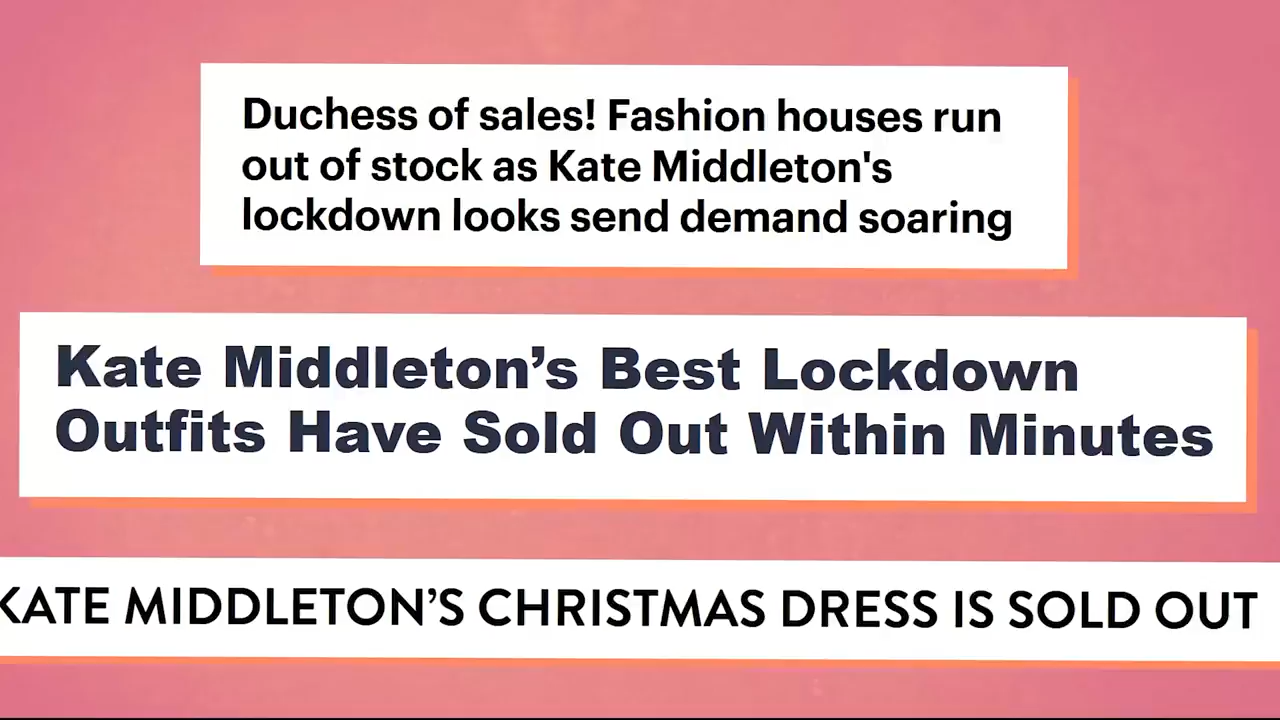 Duchess of sales! Fashion houses run
out of stock as Kate Middleton's
lockdown looks send demand soaring
Kate Middleton’s Best Lockdown
Outfits Have Sold Out Within Minutes
KATE MIDDLETON’S CHRISTMAS DRESS IS SOLD OUT